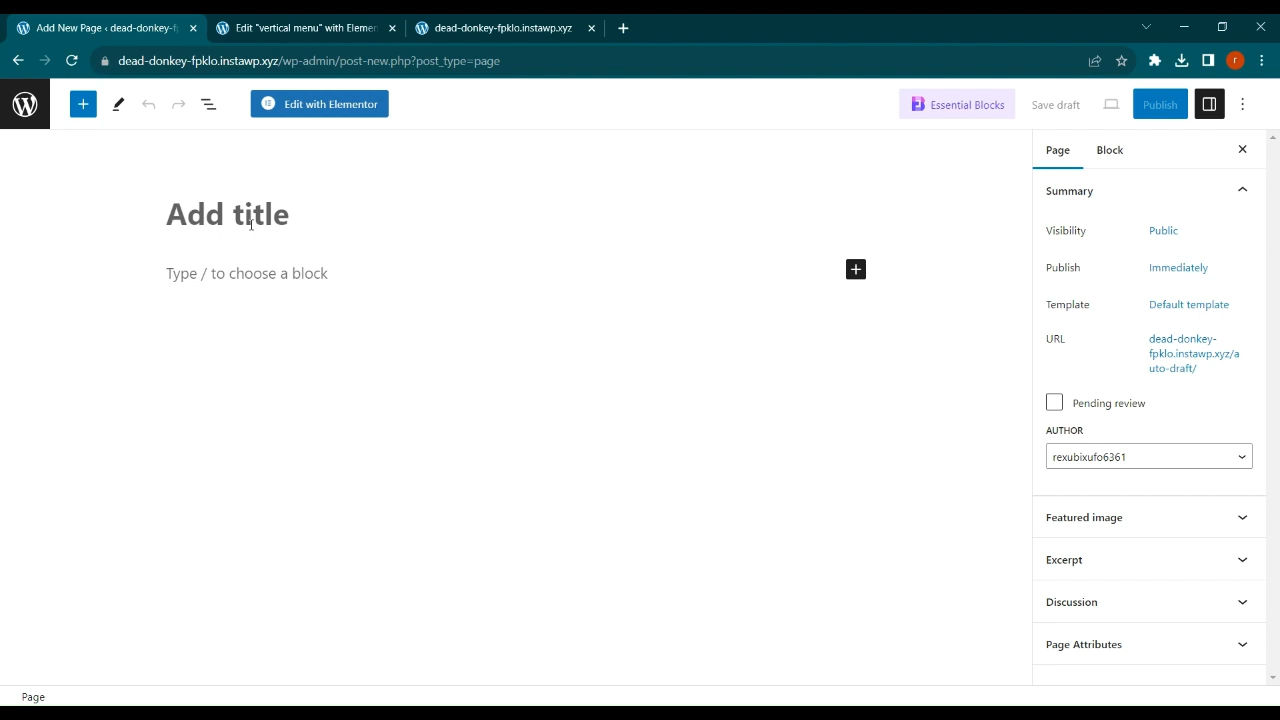 Add New Page ‹ dead-donkey-f
Edit "vertical menu" with Elemen
dead-donkey-fpklo.instawp.xyz
dead-donkey-fpklo.instawp.xyz/wp-admin/post-new.php?post_type=page
r
Edit with Elementor
Essential Blocks
Save draft
Publish
Page
Block
Summary
Add title
Visibility
Public
Type / to choose a block
Publish
Immediately
Template
Default template
URL
dead-donkey-
fpklo.instawp.xyz/a
uto-draft/
Pending review
AUTHOR
rexubixufo6361
Featured image
Excerpt
Discussion
Page Attributes
Page